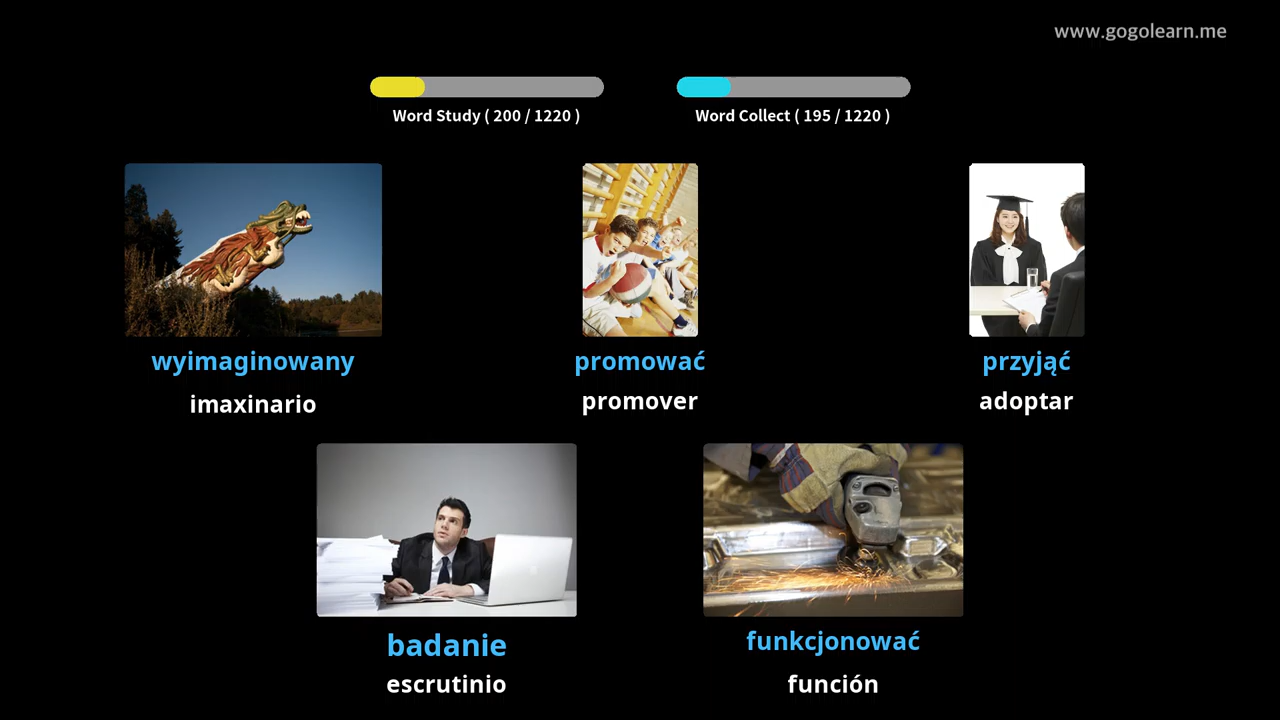 www.gogolearn.me
Word Study ( 200 / 1220 )
Word Collect ( 195 / 1220 )
wyimaginowany
promować
przyjąć
imaxinario
promover
adoptar
badanie
funkcjonować
escrutinio
función